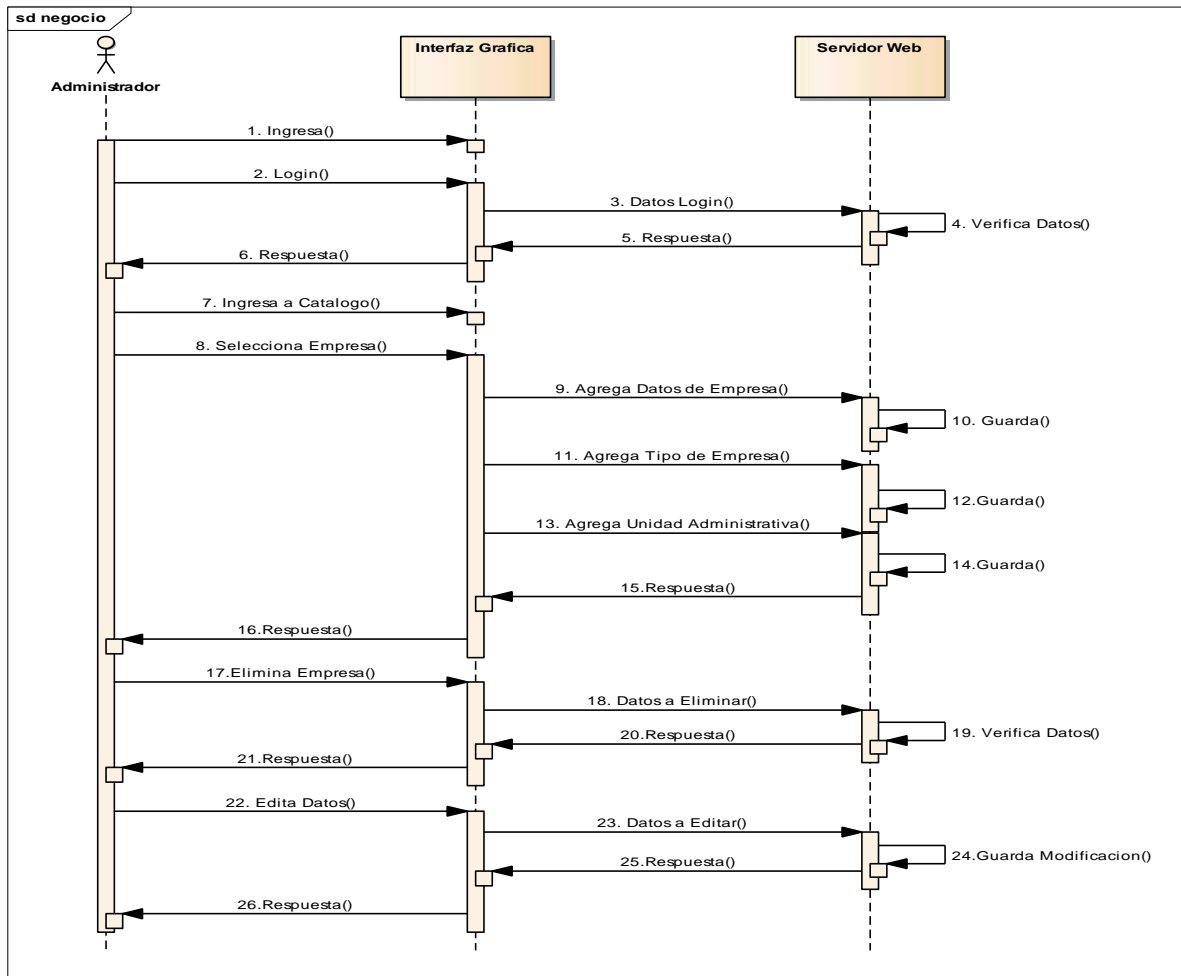 sd negocio
Administrador
Interfaz Grafica
Servidor Web
1. Ingresa()
2. Login()
3. Datos Login()
4. Verifica Datos()
5. Respuesta()
6. Respuesta()
7. Ingresa a Catalogo()
8. Selecciona Empresa()
9. Agrega Datos de Empresa()
10. Guarda()
11. Agrega Tipo de Empresa()
12.Guarda()
13. Agrega Unidad Administrativa()
14.Guarda()
15.Respuesta()
16.Respuesta()
17.Elimina Empresa()
18. Datos a Eliminar()
19. Verifica Datos()
20.Respuesta()
21.Respuesta()
22. Edita Datos()
23. Datos a Editar()
24.Guarda Modificacion()
25.Respuesta()
26.Respuesta()